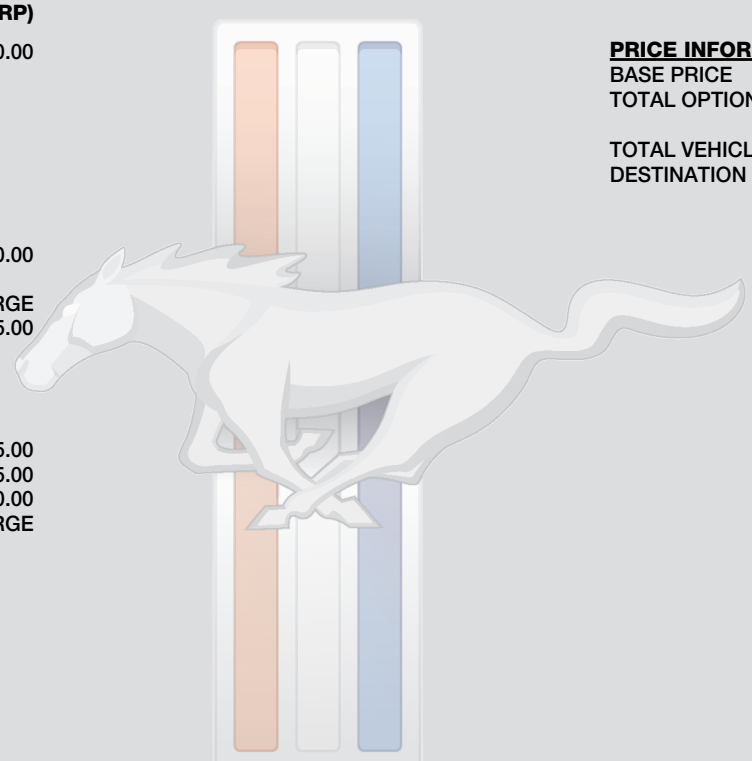 RP)
0.00
0.00
RGE
5.00
5.00
5.00
0.00
RGE
PRICE INFOR
BASE PRICE
TOTAL OPTION
TOTAL VEHICL
DESTINATION